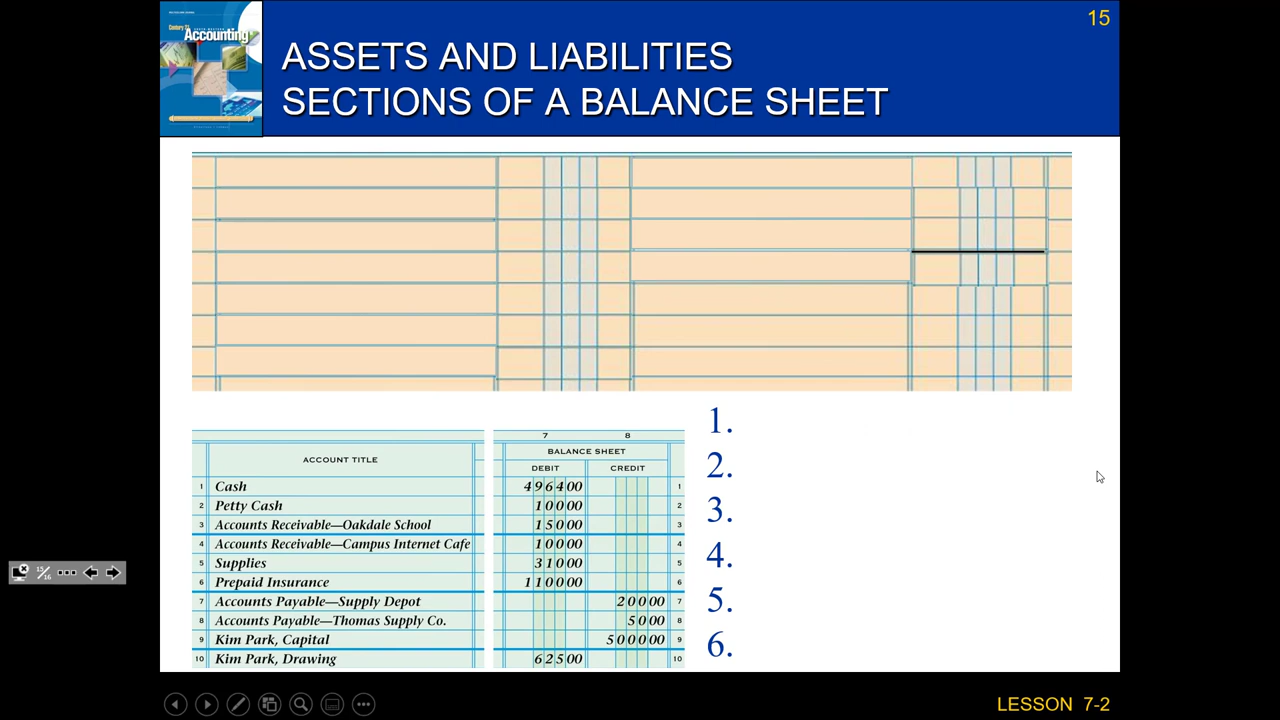 15
Century 21
Accounting
ASSETS AND LIABILITIES
SECTIONS OF A BALANCE SHEET
7 8
ACCOUNT TITLE
BALANCE SHEET
DEBIT CREDIT
1 Cash 4 9 6 4 00 1
2 Petty Cash 1 0 0 00 2
3 Accounts Receivable—Oakdale School 1 5 0 00 3
4 Accounts Receivable—Campus Internet Cafe 1 0 0 00 4
5 Supplies 3 1 0 00 5
6 Prepaid Insurance 1 1 0 0 00 6
7 Accounts Payable—Supply Depot 2 0 0 00 7
8 Accounts Payable—Thomas Supply Co. 5 0 00 8
9 Kim Park, Capital 5 0 0 0 00 9
10 Kim Park, Drawing 6 2 5 00 10
1.
2.
3.
4.
5.
6.
15/16
LESSON 7-2